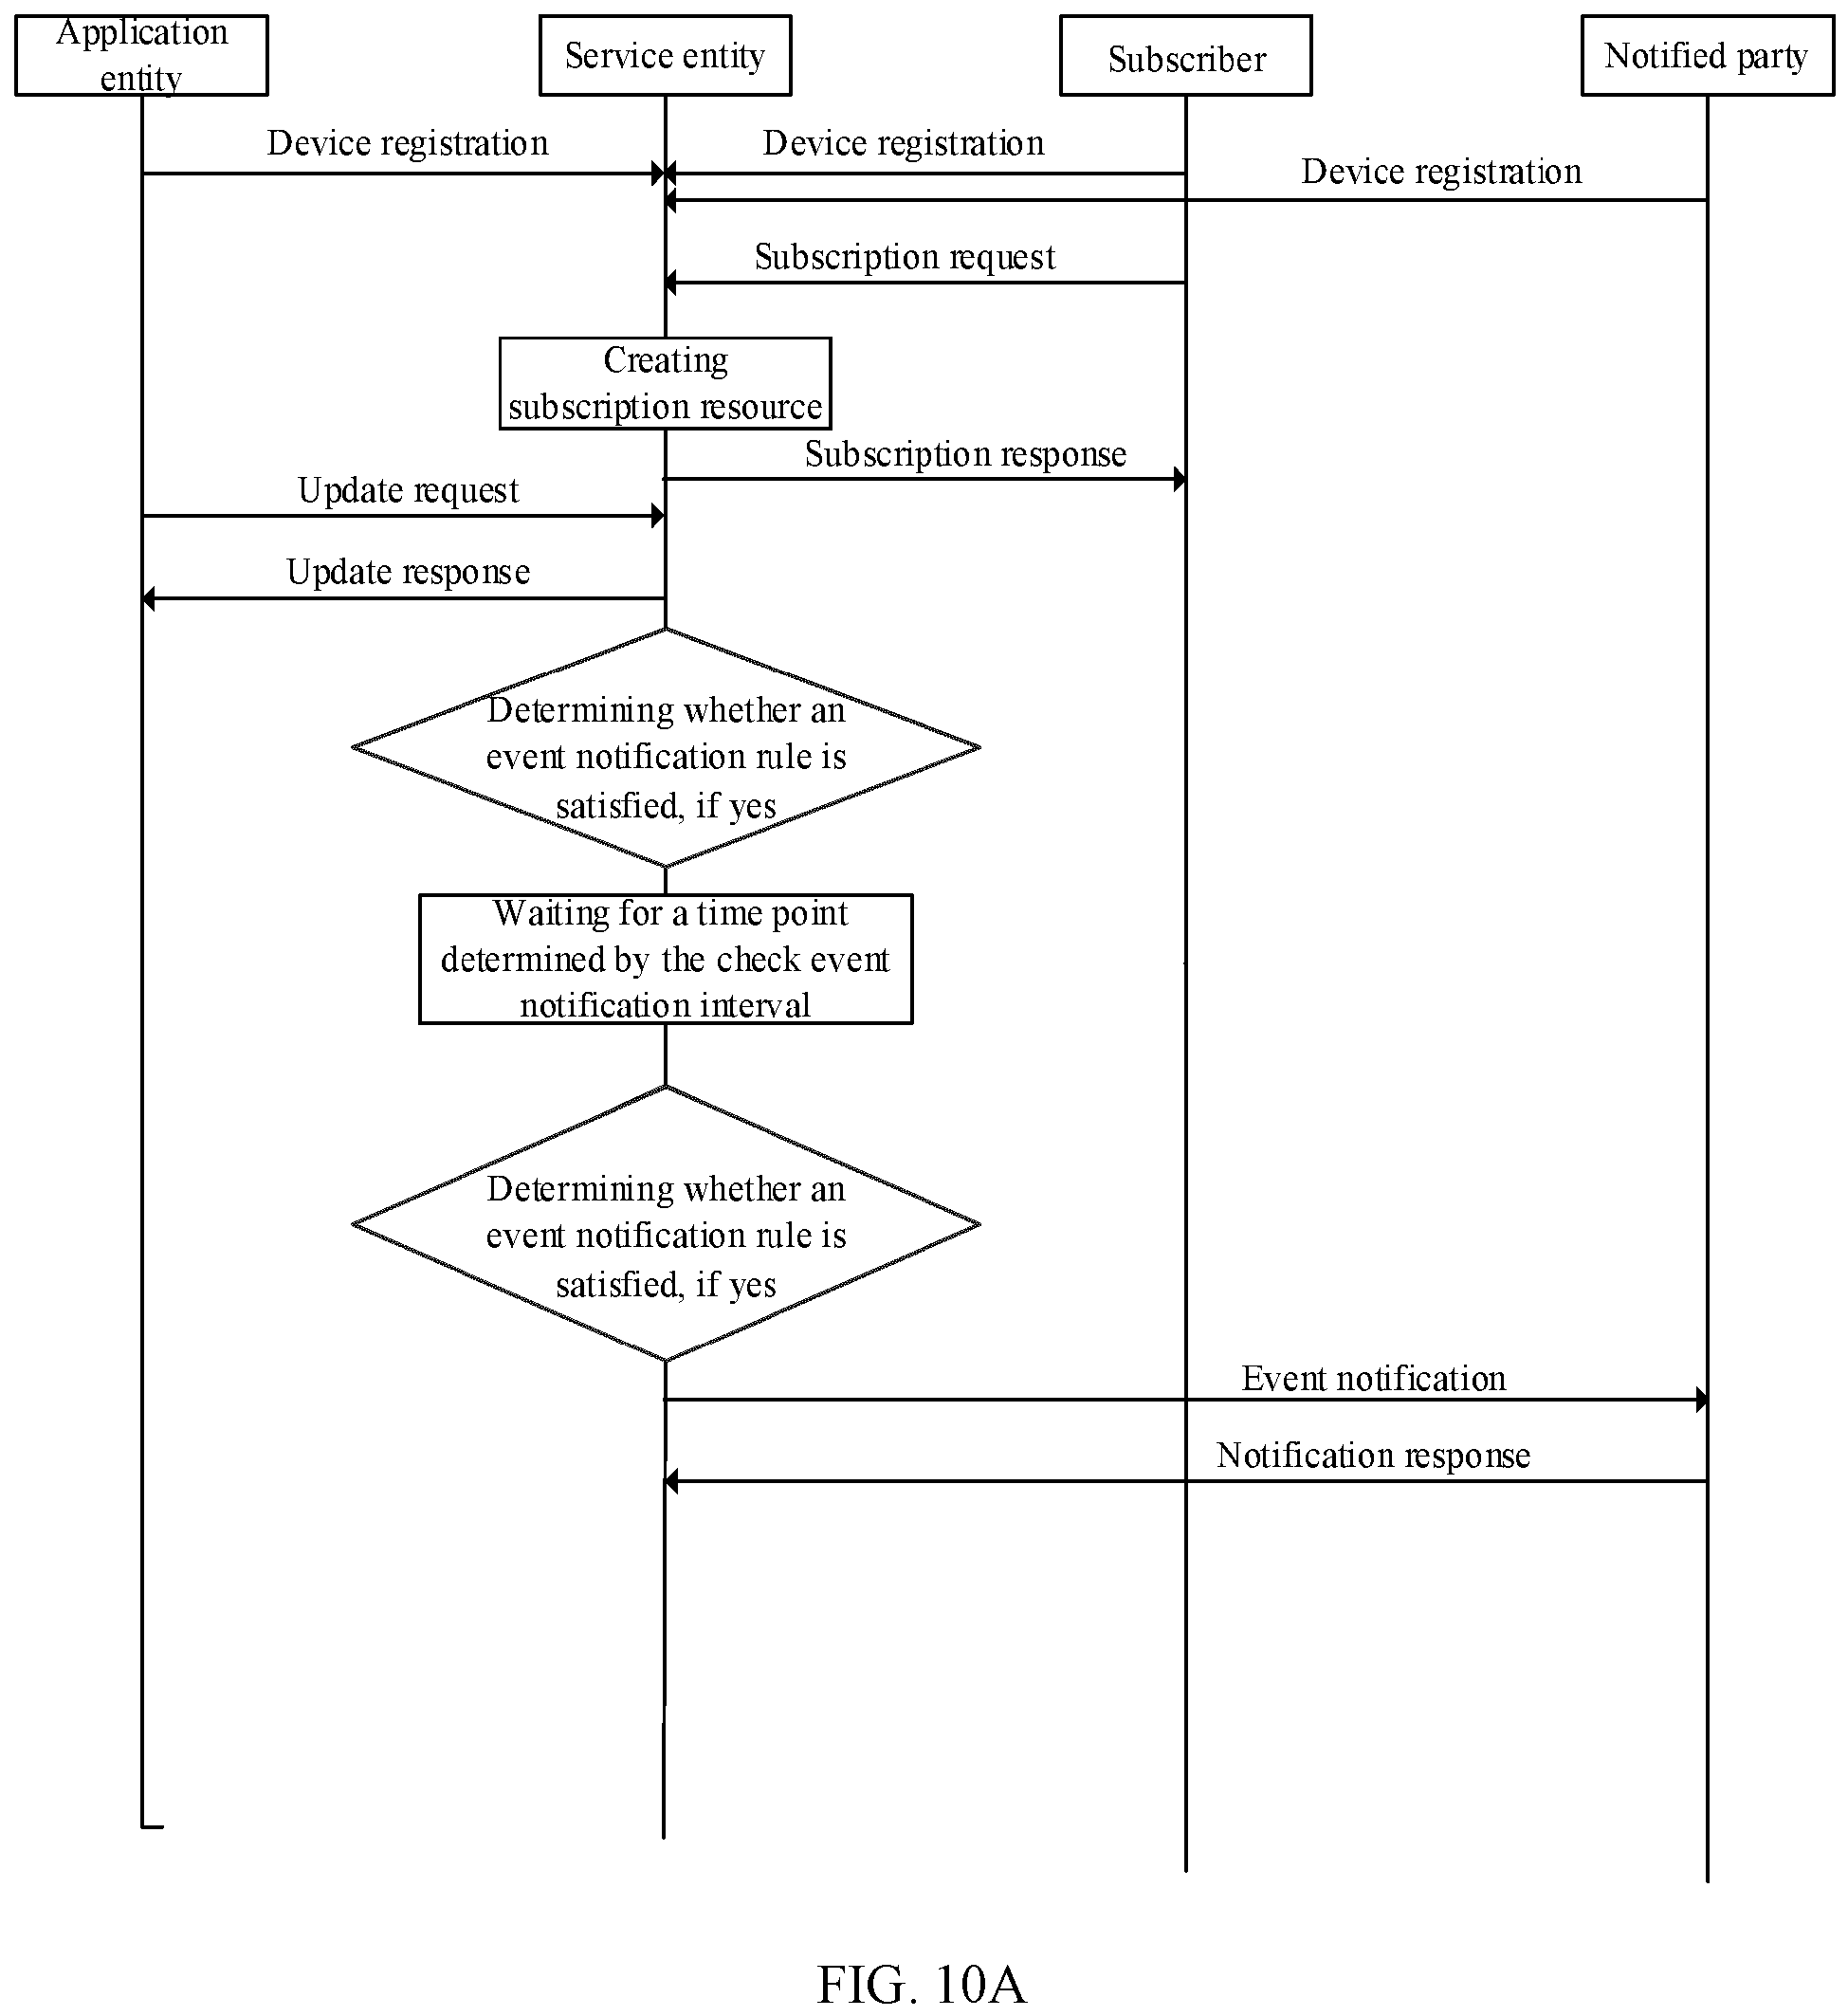 Application
entity
Service entity
Subscriber
Notified party
Device registration
Device registration
Device registration
Subscription request
Creating
subscription resource
Subscription response
Update request
Update response
Determining whether an
event notification rule is
satisfied, if yes
Waiting for a time point
determined by the check event
notification interval
Determining whether an
event notification rule is
satisfied, if yes
Event notification
Notification response
FIG. 10A